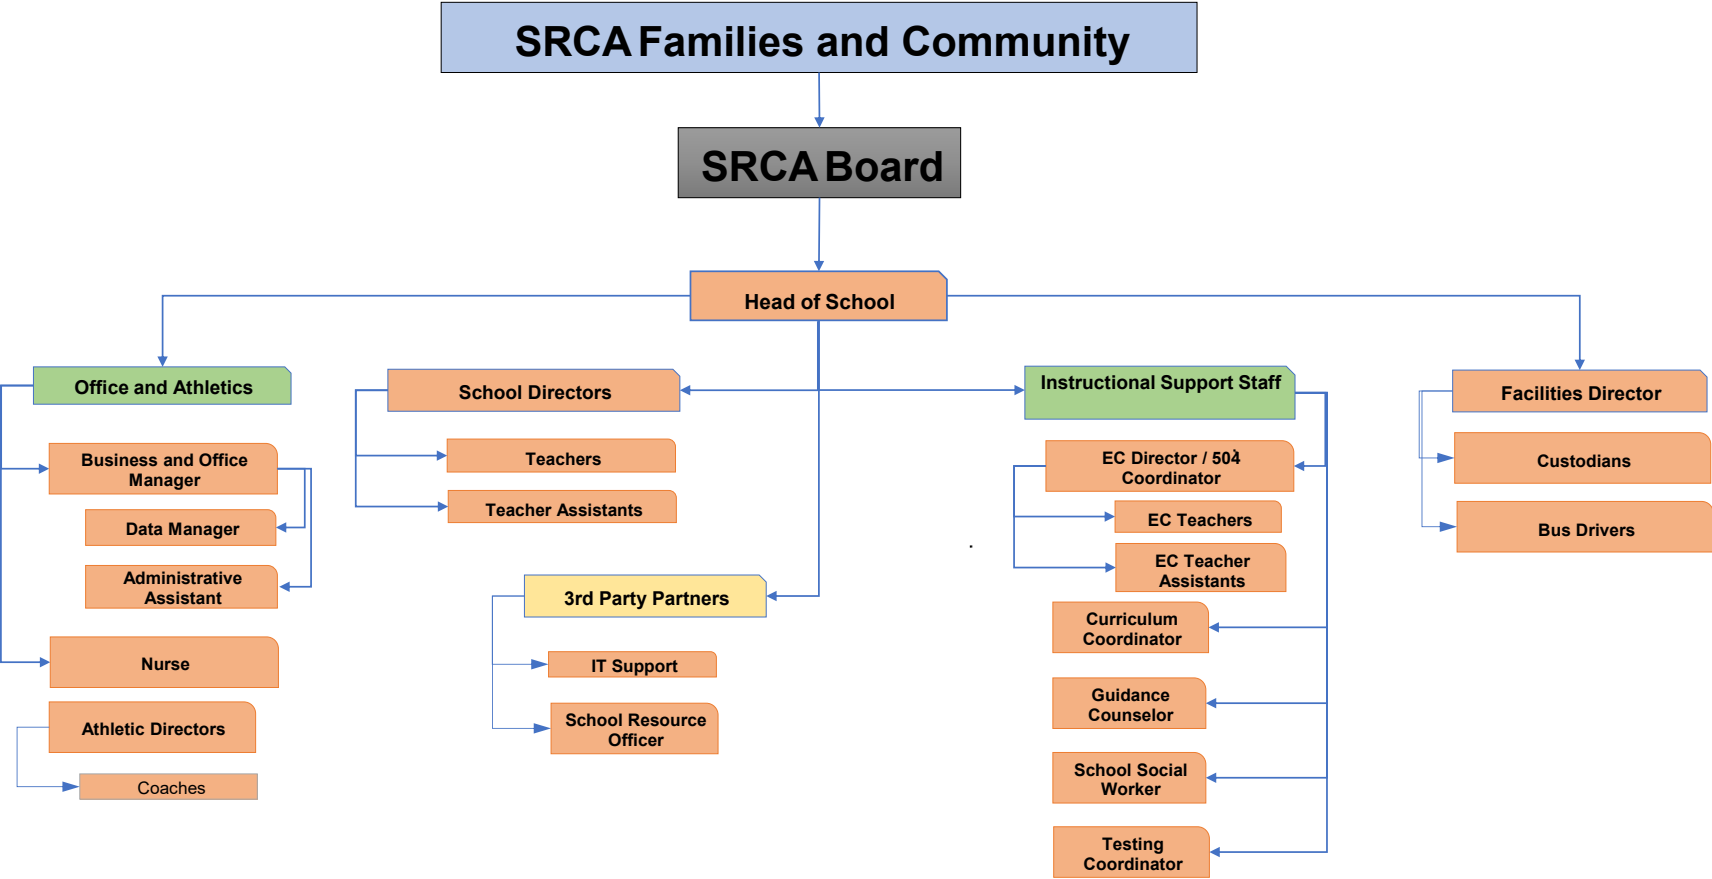 SRCA Families and Community
SRCA Board
Head of School
Office and Athletics
Business and Office
Manager
Data Manager
Administrative
Assistant
Nurse
Athletic Directors
Coaches
School Directors
Teachers
Teacher Assistants
3rd Party Partners
IT Support
School Resource
Officer
Instructional Support Staff
EC Director / 504
Coordinator
EC Teachers
EC Teacher
Assistants
Curriculum
Coordinator
Guidance
Counselor
School Social
Worker
Testing
Coordinator
Facilities Director
Custodians
Bus Drivers